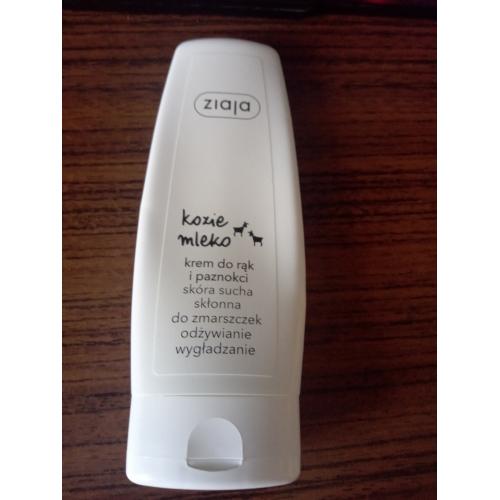 ziaja
kozie
mleko
krem do rąk
i paznokci
skóra sucha
skłonna
do zmarszczek
odżywianie
wygładzanie